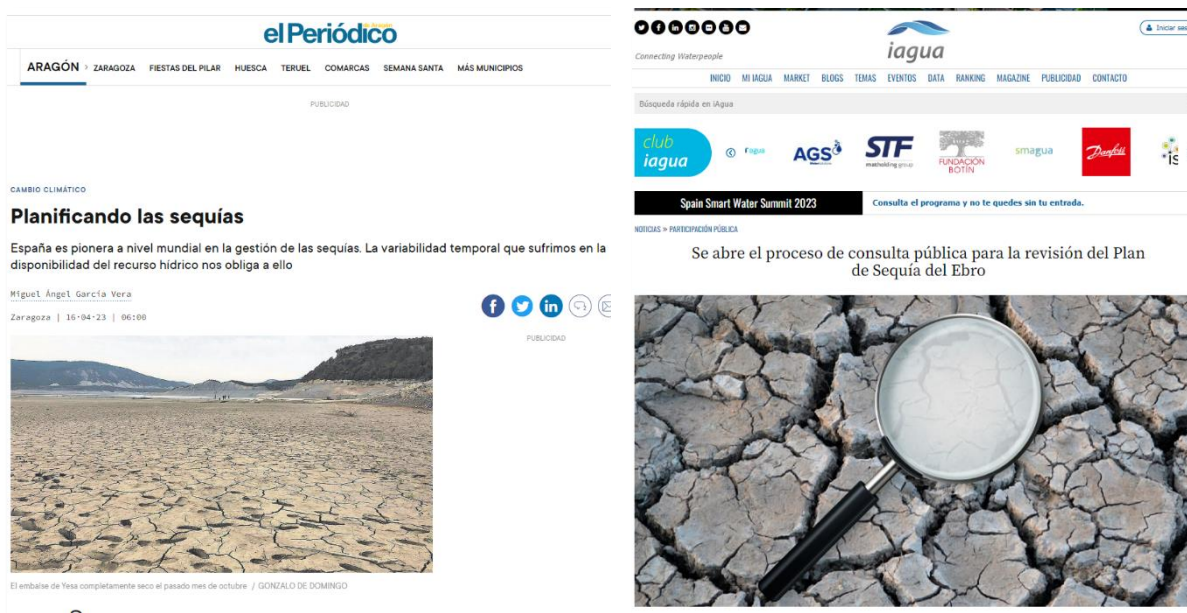 el Periódico
de Aragón
ARAGÓN > ZARAGOZA FIESTAS DEL PILAR HUESCA TERUEL COMARCAS SEMANA SANTA MÁS MUNICIPIOS
PUBLICIDAD
CAMBIO CLIMÁTICO
Planificando las sequías
España es pionera a nivel mundial en la gestión de las sequías. La variabilidad temporal que sufrimos en la
disponibilidad del recurso hídrico nos obliga a ello
Miguel Ángel García Vera
Zaragoza | 16·04·23 | 06:00
PUBLICIDAD
El embalse de Yesa completamente seco el pasado mes de octubre / GONZALO DE DOMINGO
Iniciar ses
iagua
Connecting Waterpeople
INICIO MI IAGUA MARKET BLOGS TEMAS EVENTOS DATA RANKING MAGAZINE PUBLICIDAD CONTACTO
Búsqueda rápida en iAgua
club
iagua
AGS
STF
matholding group
FUNDACIÓN
BOTÍN
smagua
Danfoss
is
Spain Smart Water Summit 2023 Consulta el programa y no te quedes sin tu entrada.
NOTICIAS » PARTICIPACIÓN PÚBLICA
Se abre el proceso de consulta pública para la revisión del Plan
de Sequía del Ebro